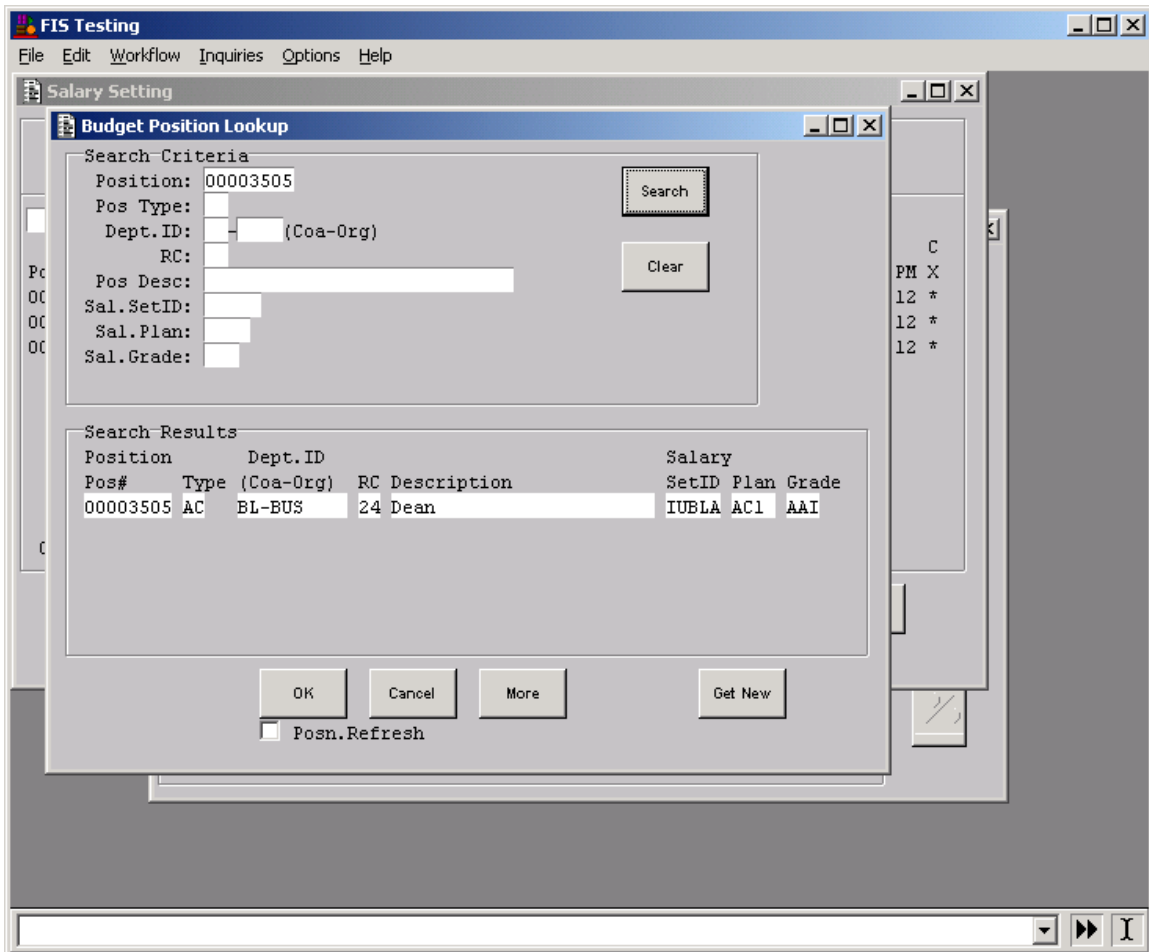 FIS Testing
File Edit Workflow Inquiries Options Help
Salary Setting
Budget Position Lookup
Search Criteria
Position: 00003505
Search
Pos Type:
Dept.ID: - (Coa-Org)
RC:
Clear
C
Pos Desc:
PM X
Sal.SetID:
12 *
Sal.Plan:
12 *
Sal.Grade:
12 *
Search Results
Position Dept.ID Salary
Pos# Type (Coa-Org) RC Description SetID Plan Grade
00003505 AC BL-BUS 24 Dean IUBLA AC1 AAI
OK Cancel More Get New
Posn.Refresh